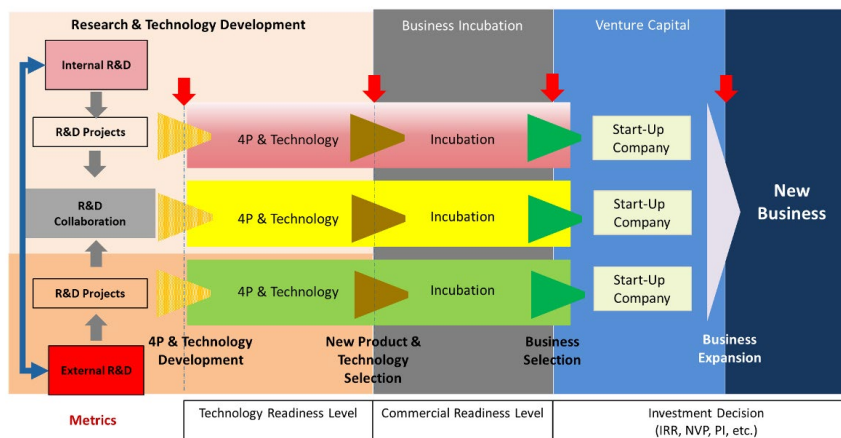 Research & Technology Development
Business Incubation
Venture Capital
Internal R&D
R&D Projects
4P & Technology
Incubation
Start-Up
Company
R&D
Collaboration
4P & Technology
Incubation
Start-Up
Company
New
Business
R&D Projects
4P & Technology
Incubation
Start-Up
Company
External R&D
4P & Technology
Development
New Product &
Technology
Selection
Business
Selection
Business
Expansion
Metrics
Technology Readiness Level
Commercial Readiness Level
Investment Decision
(IRR, NVP, PI, etc.)